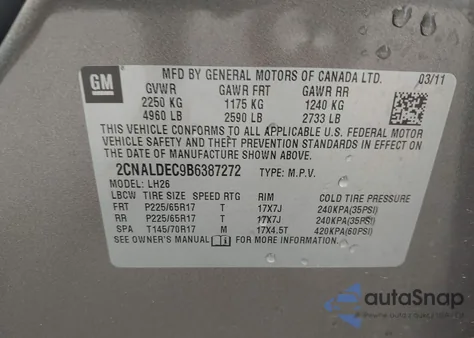 GM
MFD BY GENERAL MOTORS OF CANADA LTD. 03/11
GVWR GAWR FRT GAWR RR
2250 KG 1175 KG 1240 KG
4960 LB 2590 LB 2733 LB
THIS VEHICLE CONFORMS TO ALL APPLICABLE U.S. FEDERAL MOTOR
VEHICLE SAFETY AND THEFT PREVENTION STANDARDS IN EFFECT ON
THE DATE OF MANUFACTURE SHOWN ABOVE.
2CNALDEC9B6387272 TYPE: M.P.V.
MODEL: LH26
LBCW TIRE SIZE SPEED RTG RIM COLD TIRE PRESSURE
FRT P225/65R17 T 17X7J 240KPA(35PSI)
RR P225/65R17 T 17X7J 240KPA(35PSI)
SPA T145/70R17 M 17X4.5T 420KPA(60PSI)
SEE OWNER'S MANUAL FOR MORE INFORMATION.
autoSnap